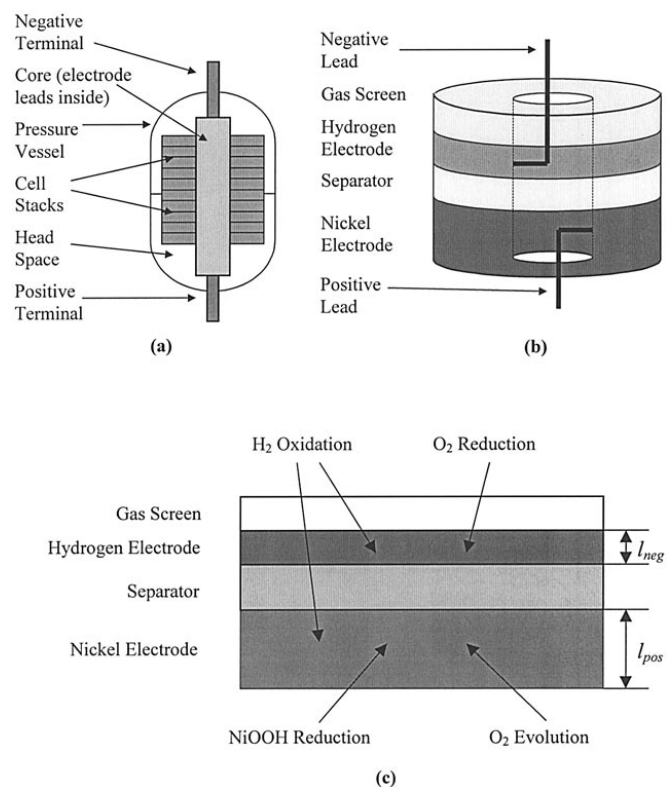 Negative
Terminal
Core (electrode
leads inside)
Pressure
Vessel
Cell
Stacks
Head
Space
Positive
Terminal
(a)
Negative
Lead
Gas Screen
Hydrogen
Electrode
Separator
Nickel
Electrode
Positive
Lead
(b)
H₂ Oxidation
O₂ Reduction
Gas Screen
Hydrogen Electrode
l_neg
Separator
Nickel Electrode
l_pos
NiOOH Reduction
O₂ Evolution
(c)